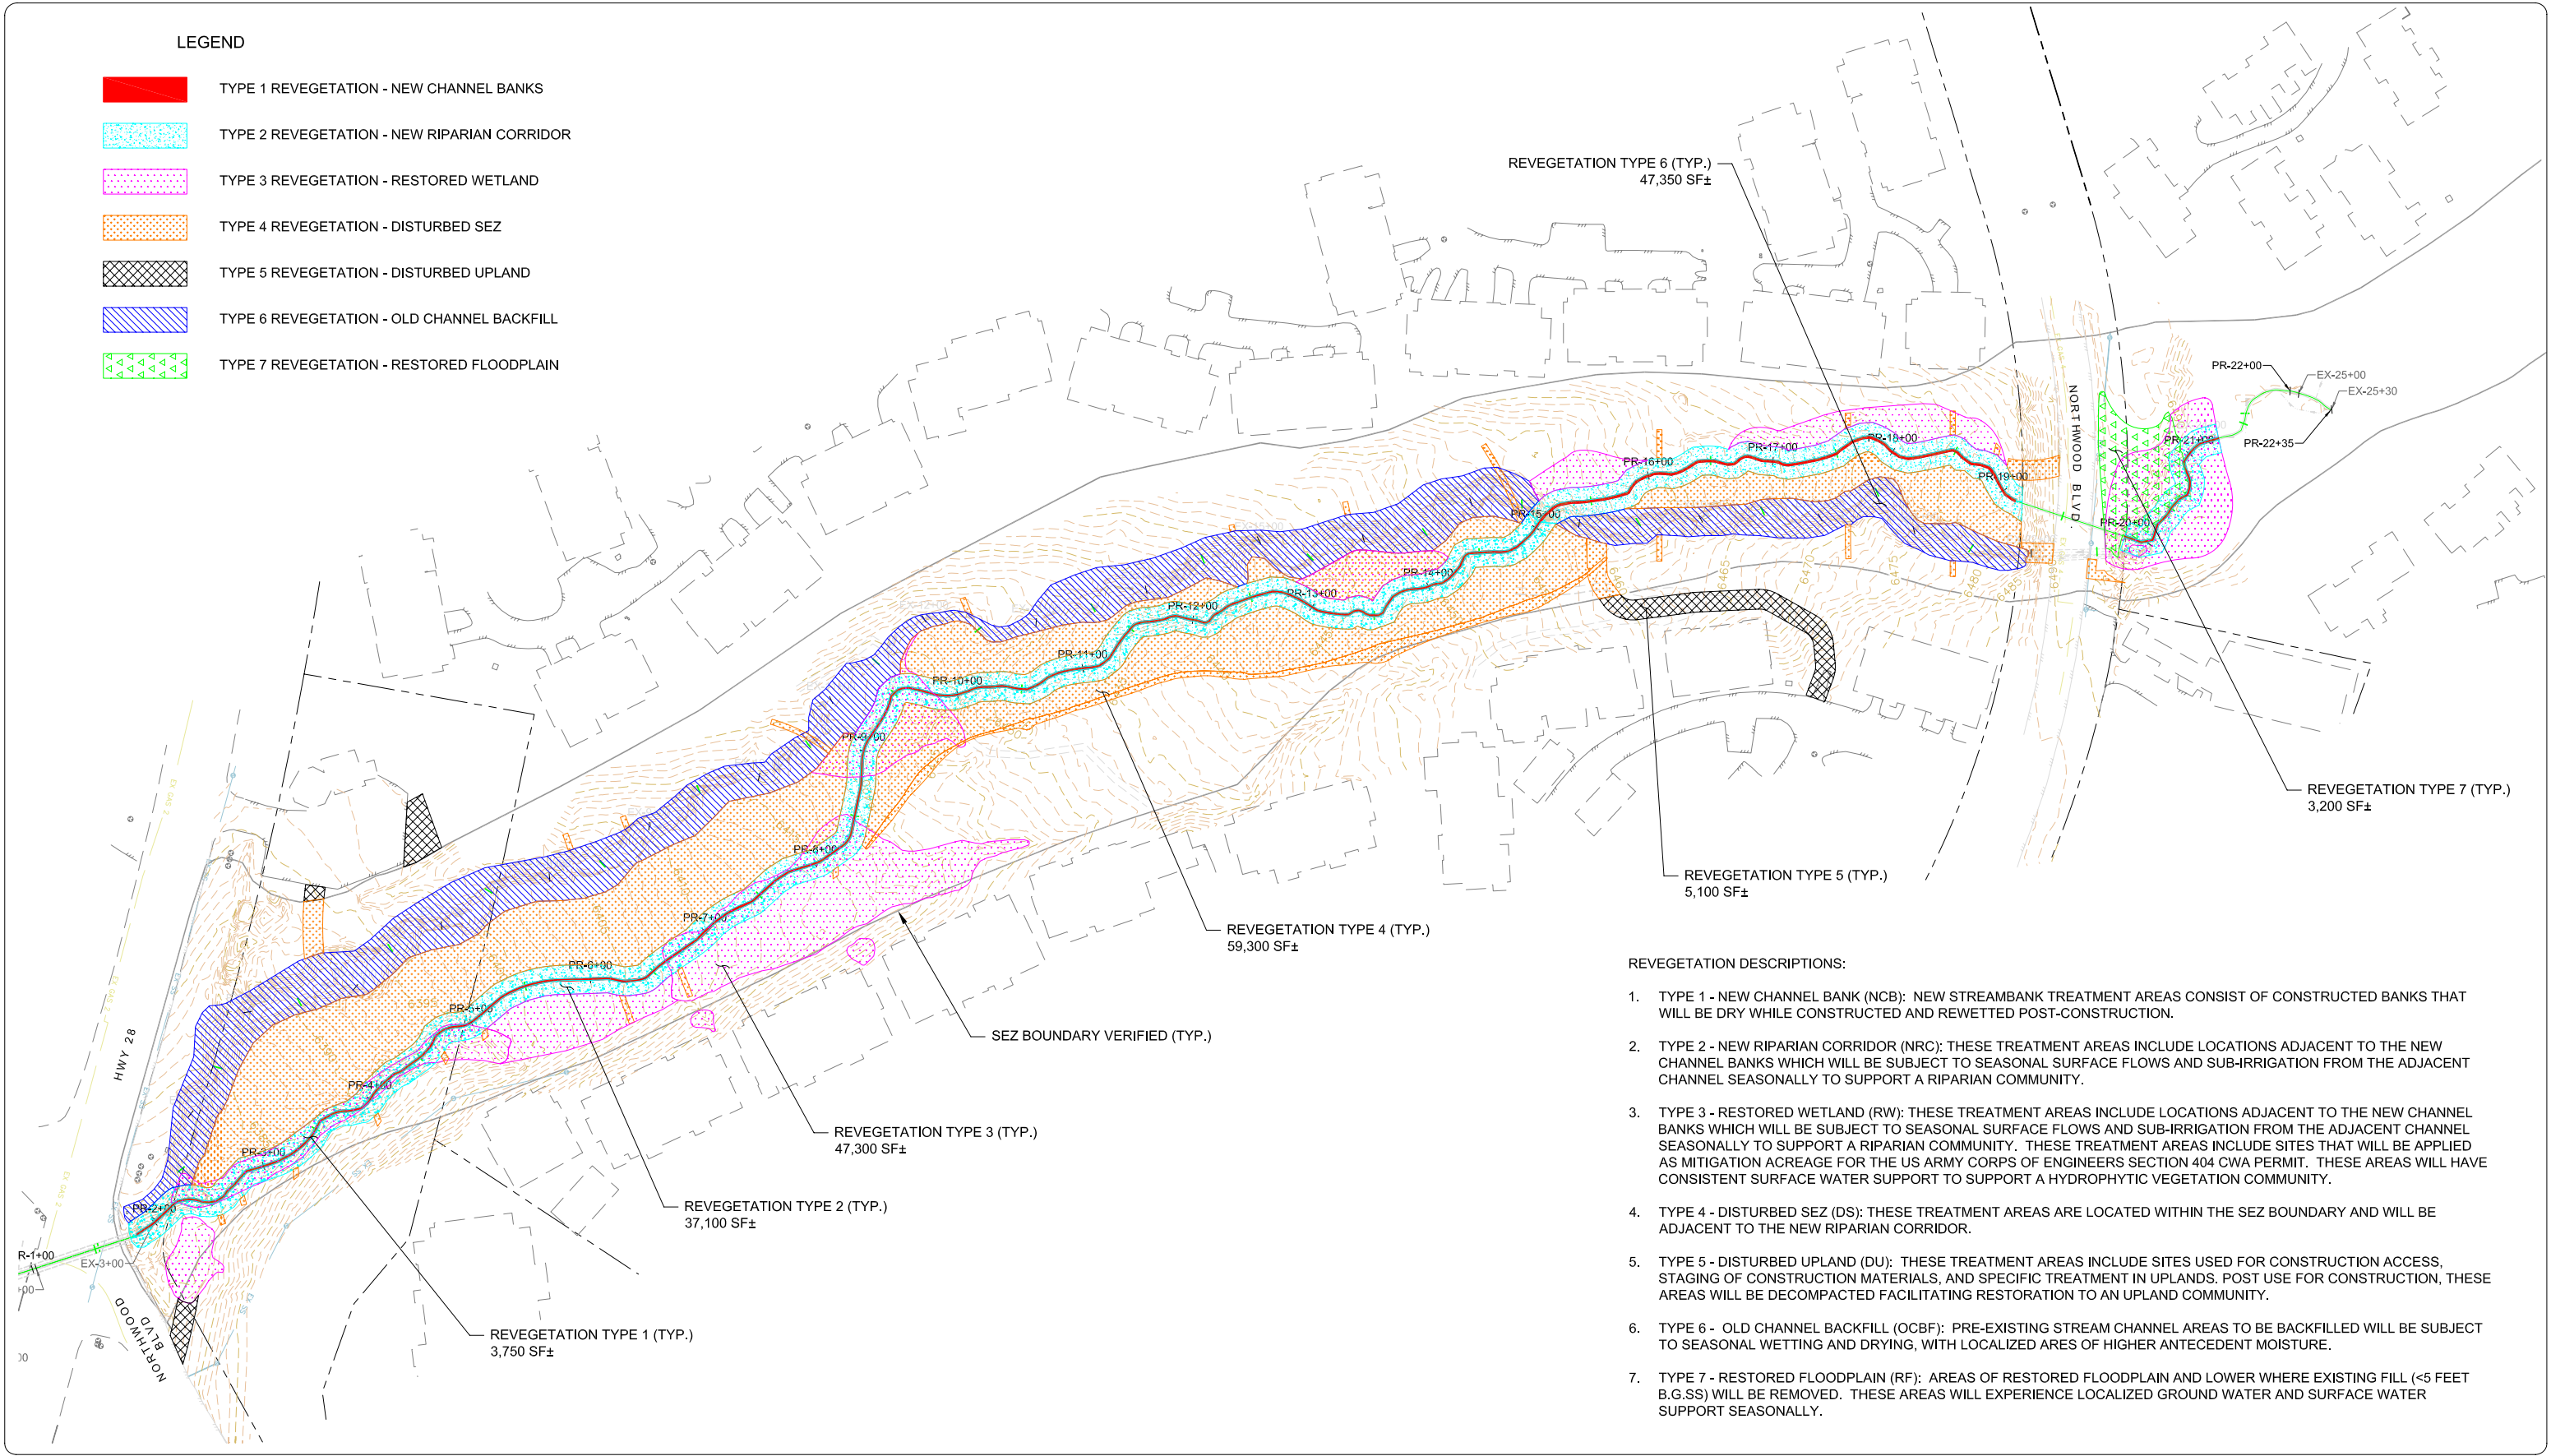 LEGEND
TYPE 1 REVEGETATION - NEW CHANNEL BANKS
TYPE 2 REVEGETATION - NEW RIPARIAN CORRIDOR
TYPE 3 REVEGETATION - RESTORED WETLAND
TYPE 4 REVEGETATION - DISTURBED SEZ
TYPE 5 REVEGETATION - DISTURBED UPLAND
TYPE 6 REVEGETATION - OLD CHANNEL BACKFILL
TYPE 7 REVEGETATION - RESTORED FLOODPLAIN
REVEGETATION TYPE 6 (TYP.)
47,350 SF±
NORTHWOOD BLVD.
PR-22+00
EX-25+00
EX-25+30
PR-22+35
PR-18+00
PR-17+00
PR-16+00
PR-19+00
PR-15+00
PR-20+00
PR-14+00
PR-13+00
PR-12+00
PR-11+00
PR-10+00
PR-9+00
PR-8+00
PR-7+00
PR-6+00
PR-5+00
PR-4+00
PR-3+00
PR-2+00
R-1+00
EX-3+00
6465
6470
6475
6480
HWY 28
NORTHWOOD
BLVD
REVEGETATION TYPE 7 (TYP.)
3,200 SF±
REVEGETATION TYPE 5 (TYP.)
5,100 SF±
REVEGETATION TYPE 4 (TYP.)
59,300 SF±
SEZ BOUNDARY VERIFIED (TYP.)
REVEGETATION TYPE 3 (TYP.)
47,300 SF±
REVEGETATION TYPE 2 (TYP.)
37,100 SF±
REVEGETATION TYPE 1 (TYP.)
3,750 SF±
REVEGETATION DESCRIPTIONS:
1. TYPE 1 - NEW CHANNEL BANK (NCB): NEW STREAMBANK TREATMENT AREAS CONSIST OF CONSTRUCTED BANKS THAT
WILL BE DRY WHILE CONSTRUCTED AND REWETTED POST-CONSTRUCTION.
2. TYPE 2 - NEW RIPARIAN CORRIDOR (NRC): THESE TREATMENT AREAS INCLUDE LOCATIONS ADJACENT TO THE NEW
CHANNEL BANKS WHICH WILL BE SUBJECT TO SEASONAL SURFACE FLOWS AND SUB-IRRIGATION FROM THE ADJACENT
CHANNEL SEASONALLY TO SUPPORT A RIPARIAN COMMUNITY.
3. TYPE 3 - RESTORED WETLAND (RW): THESE TREATMENT AREAS INCLUDE LOCATIONS ADJACENT TO THE NEW CHANNEL
BANKS WHICH WILL BE SUBJECT TO SEASONAL SURFACE FLOWS AND SUB-IRRIGATION FROM THE ADJACENT CHANNEL
SEASONALLY TO SUPPORT A RIPARIAN COMMUNITY. THESE TREATMENT AREAS INCLUDE SITES THAT WILL BE APPLIED
AS MITIGATION ACREAGE FOR THE US ARMY CORPS OF ENGINEERS SECTION 404 CWA PERMIT. THESE AREAS WILL HAVE
CONSISTENT SURFACE WATER SUPPORT TO SUPPORT A HYDROPHYTIC VEGETATION COMMUNITY.
4. TYPE 4 - DISTURBED SEZ (DS): THESE TREATMENT AREAS ARE LOCATED WITHIN THE SEZ BOUNDARY AND WILL BE
ADJACENT TO THE NEW RIPARIAN CORRIDOR.
5. TYPE 5 - DISTURBED UPLAND (DU): THESE TREATMENT AREAS INCLUDE SITES USED FOR CONSTRUCTION ACCESS,
STAGING OF CONSTRUCTION MATERIALS, AND SPECIFIC TREATMENT IN UPLANDS. POST USE FOR CONSTRUCTION, THESE
AREAS WILL BE DECOMPACTED FACILITATING RESTORATION TO AN UPLAND COMMUNITY.
6. TYPE 6 - OLD CHANNEL BACKFILL (OCBF): PRE-EXISTING STREAM CHANNEL AREAS TO BE BACKFILLED WILL BE SUBJECT
TO SEASONAL WETTING AND DRYING, WITH LOCALIZED ARES OF HIGHER ANTECEDENT MOISTURE.
7. TYPE 7 - RESTORED FLOODPLAIN (RF): AREAS OF RESTORED FLOODPLAIN AND LOWER WHERE EXISTING FILL (<5 FEET
B.G.SS) WILL BE REMOVED. THESE AREAS WILL EXPERIENCE LOCALIZED GROUND WATER AND SURFACE WATER
SUPPORT SEASONALLY.